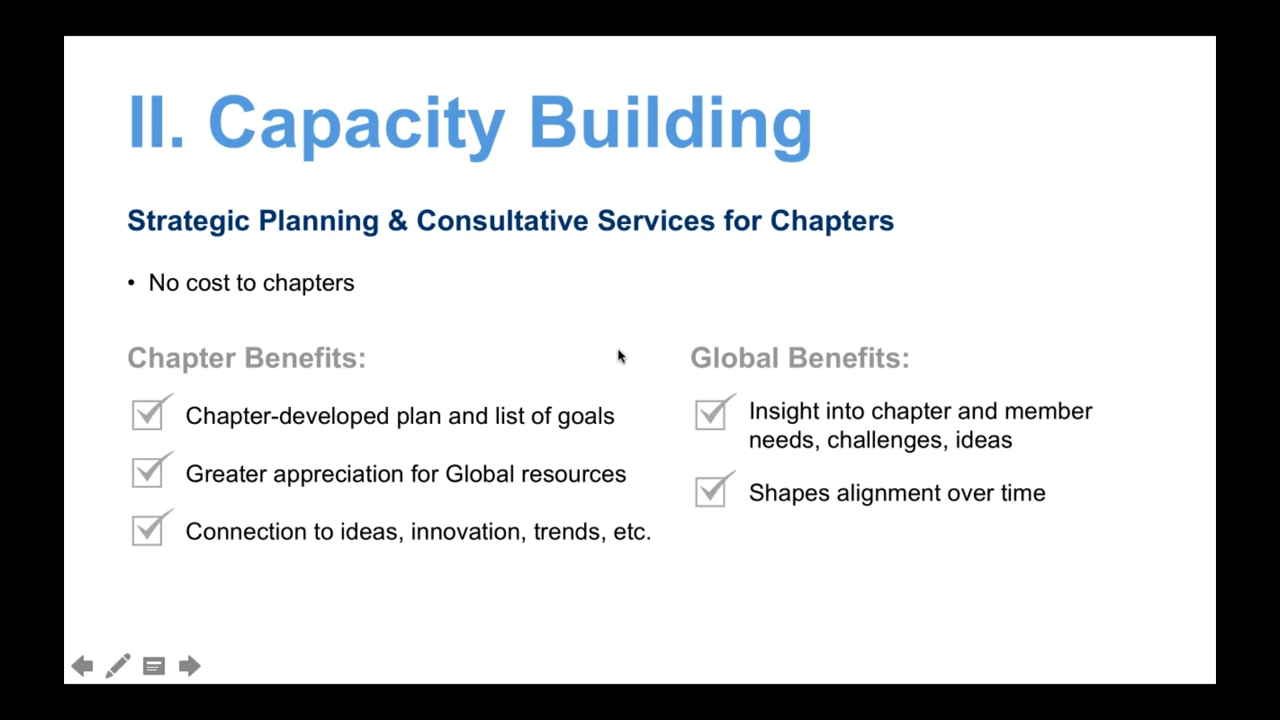 II. Capacity Building
Strategic Planning & Consultative Services for Chapters
• No cost to chapters
Chapter Benefits:
Chapter-developed plan and list of goals
Greater appreciation for Global resources
Connection to ideas, innovation, trends, etc.
Global Benefits:
Insight into chapter and member
needs, challenges, ideas
Shapes alignment over time